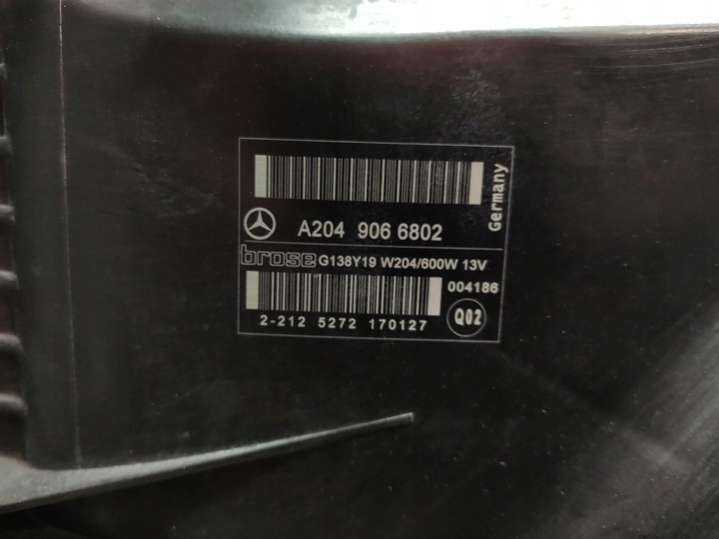 Germany
A204 906 6802
brose G138Y19 W204/600W 13V
004186
2-212 5272 170127
Q02